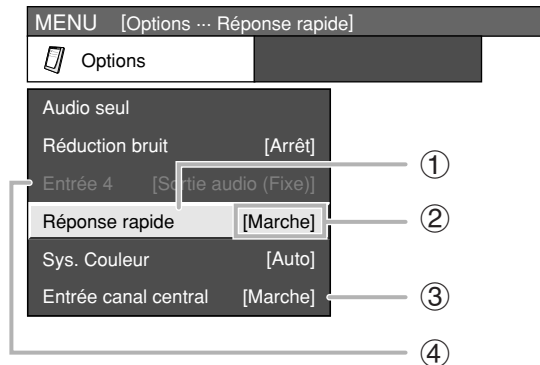 MENU [Options ··· Réponse rapide]
Options
Audio seul
Réduction bruit [Arrêt]
Entrée 4 [Sortie audio (Fixe)]
Réponse rapide [Marche]
Sys. Couleur [Auto]
Entrée canal central [Marche]
①
②
③
④